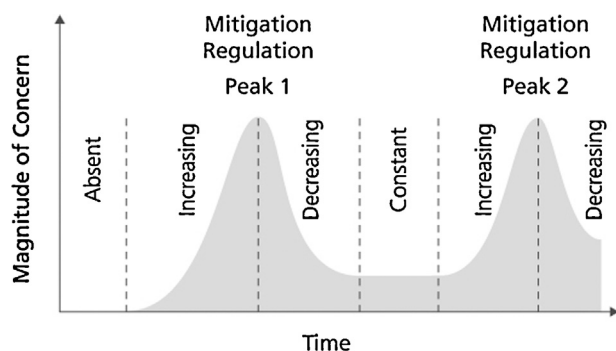 Mitigation
Regulation
Peak 1
Mitigation
Regulation
Peak 2
Magnitude of Concern
Absent
Increasing
Decreasing
Constant
Increasing
Decreasing
Time